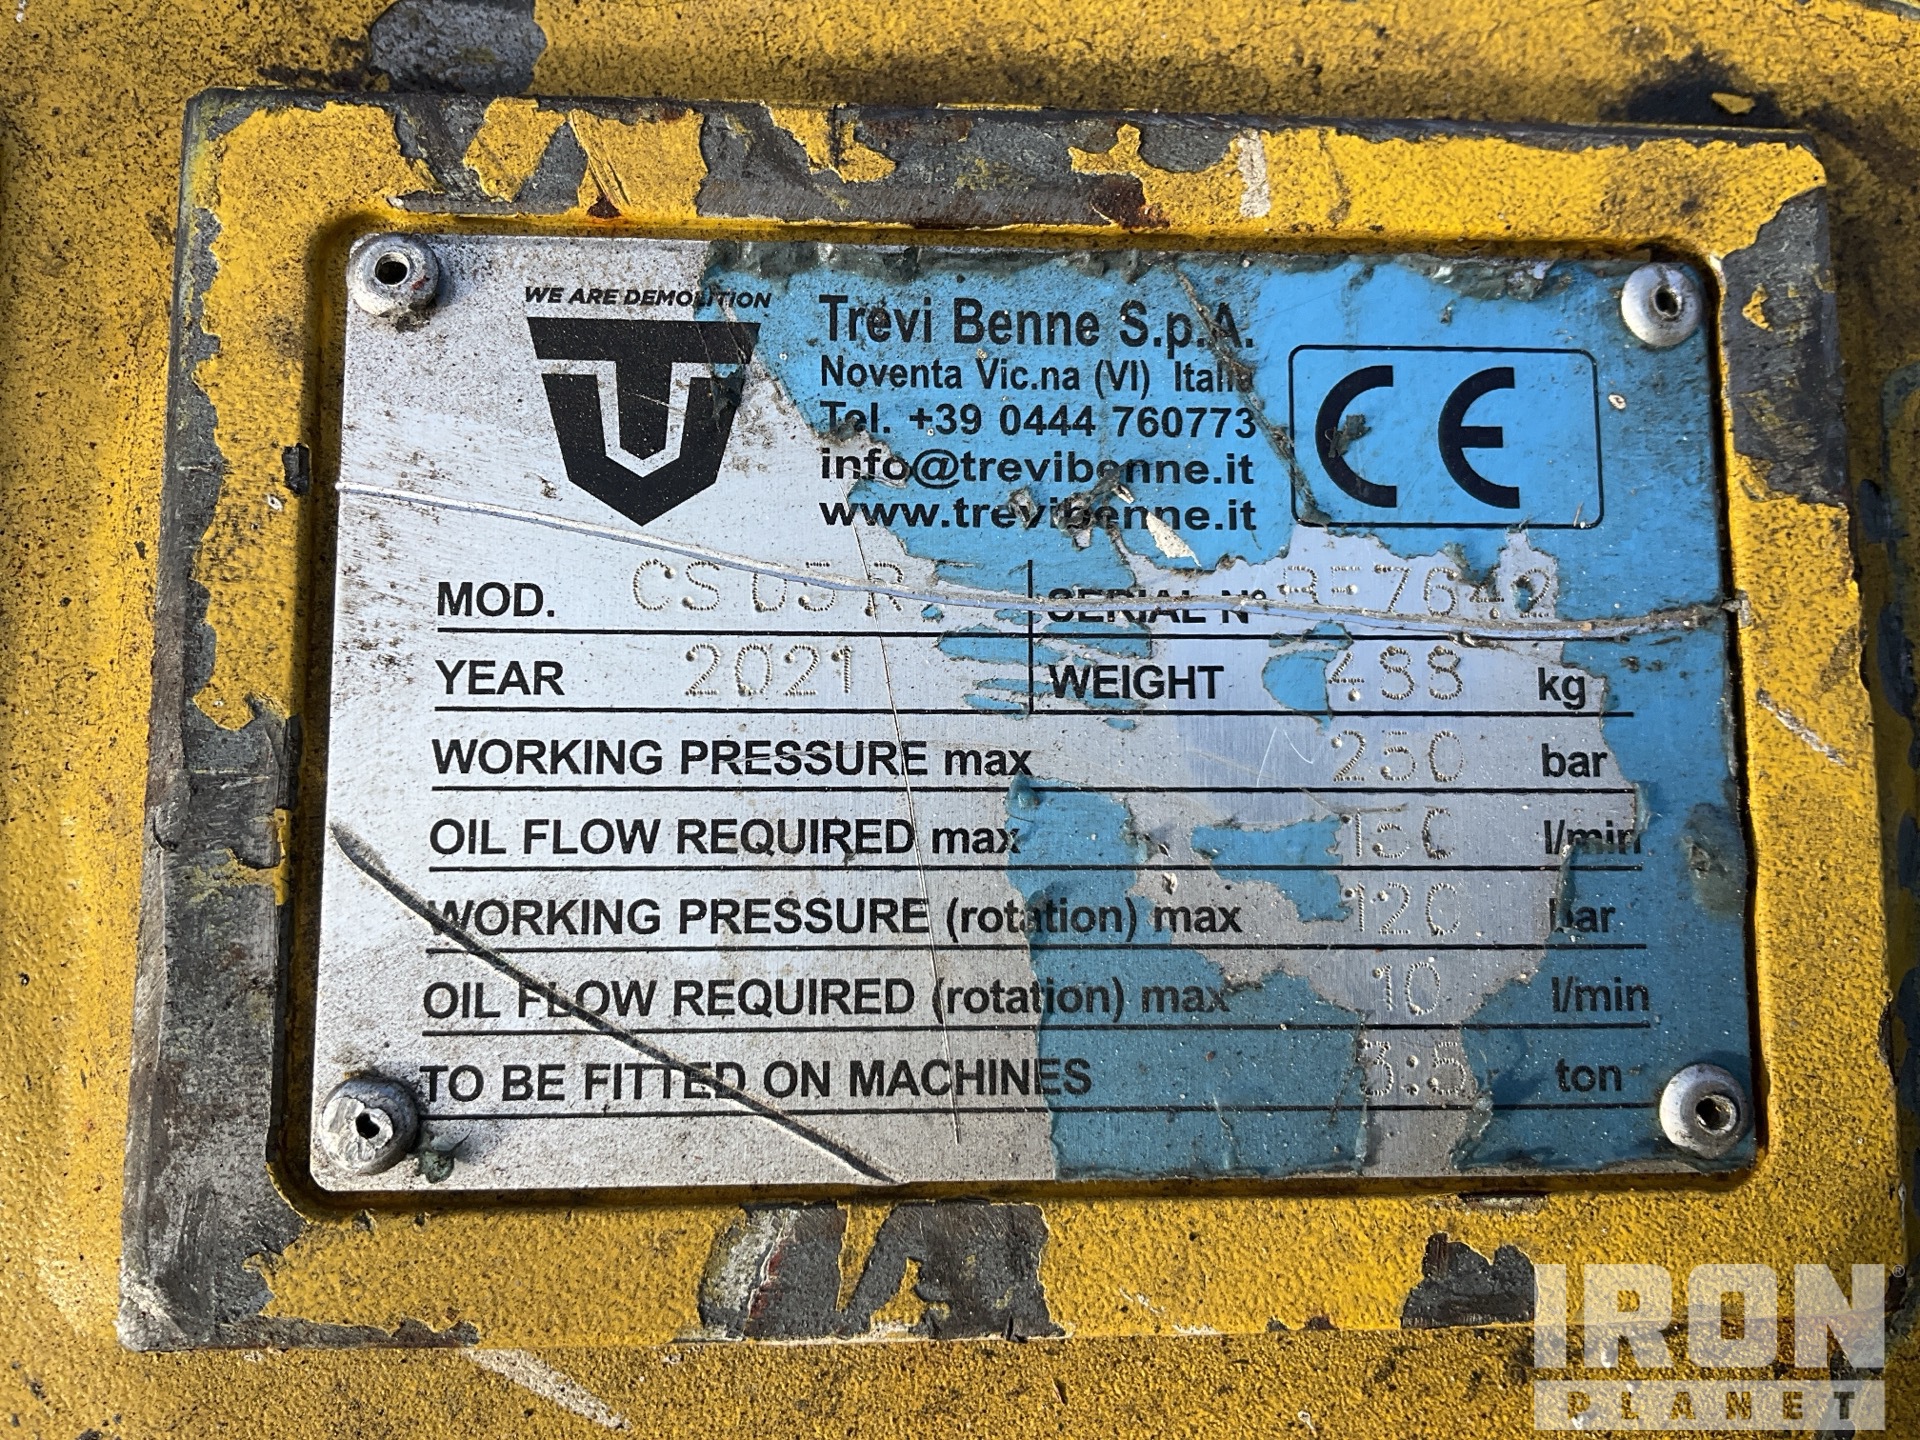 WE ARE DEMOLITION
Trevi Benne S.p.A.
Noventa Vic.na (VI) Italia
Tel. +39 0444 760773
info@trevibenne.it
www.trevibenne.it
CE
MOD. CS 05 R
SERIAL N°
YEAR 2021
WEIGHT 488 kg
WORKING PRESSURE max 250 bar
OIL FLOW REQUIRED max 150 l/min
WORKING PRESSURE (rotation) max 120 bar
OIL FLOW REQUIRED (rotation) max 10 l/min
TO BE FITTED ON MACHINES ton
IRON
PLANET